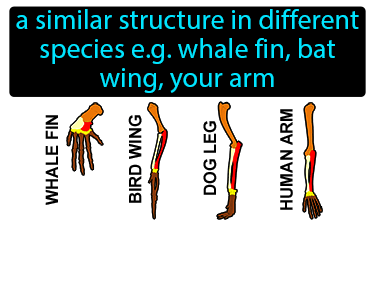 a similar structure in different
species e.g. whale fin, bat
wing, your arm
WHALE FIN
BIRD WING
DOG LEG
HUMAN ARM